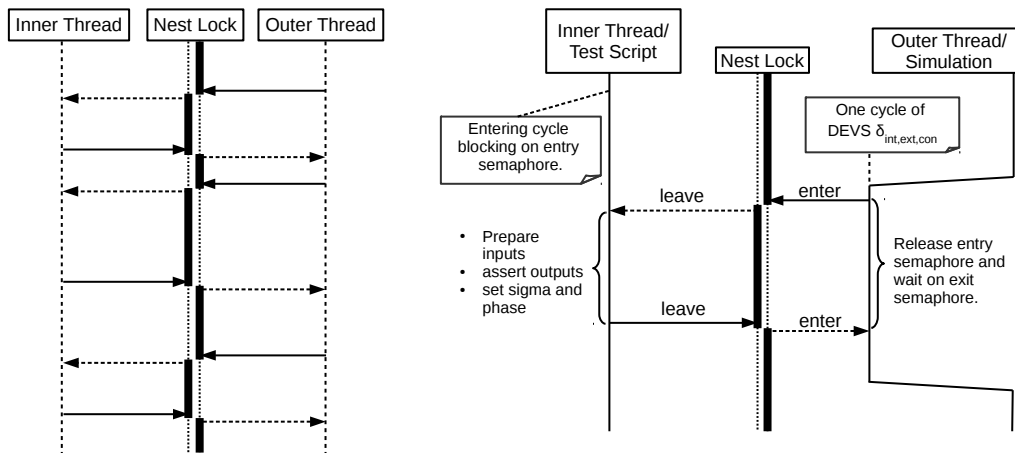 Inner Thread
Nest Lock
Outer Thread
Inner Thread/
Test Script
Nest Lock
Outer Thread/
Simulation
Entering cycle
blocking on entry
semaphore.
One cycle of
DEVS δint,ext,con
leave
enter
• Prepare
inputs
• assert outputs
• set sigma and
phase
Release entry
semaphore and
wait on exit
semaphore.
leave
enter